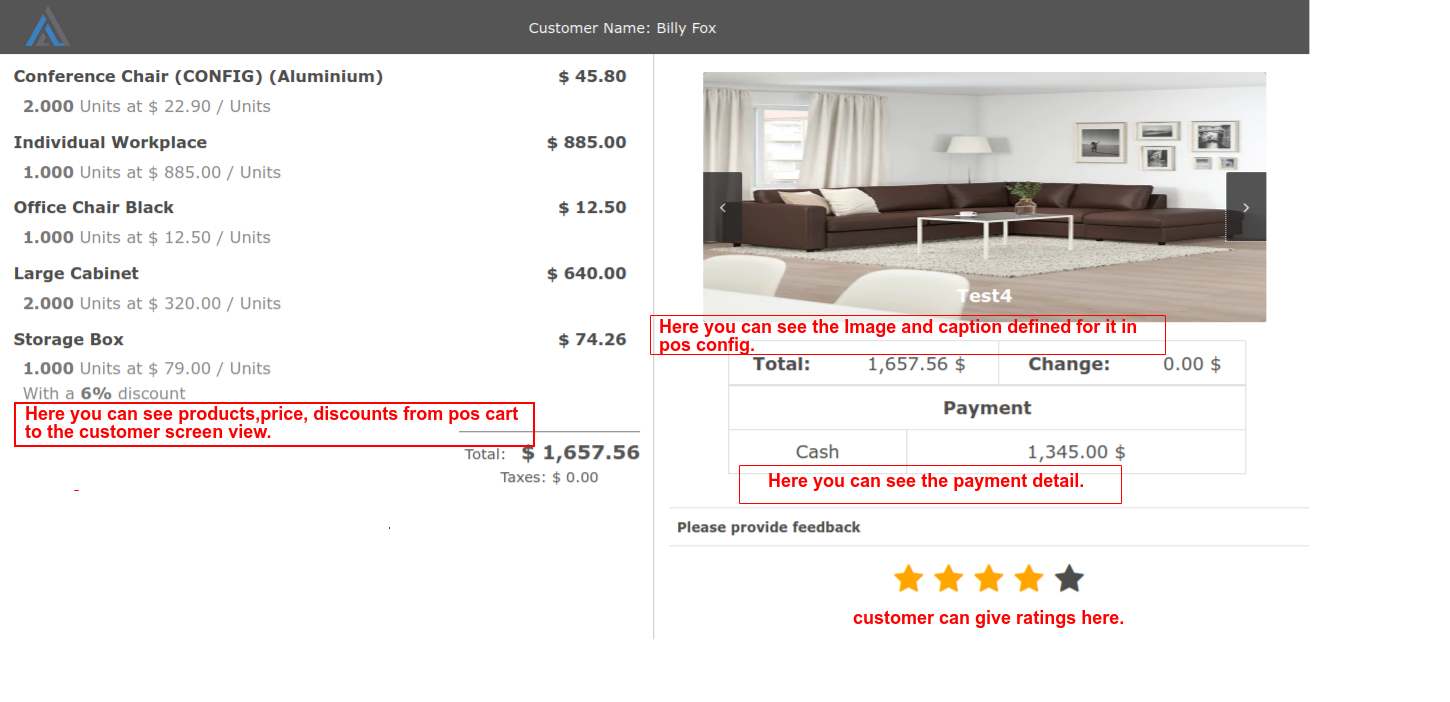 Customer Name: Billy Fox
Conference Chair (CONFIG) (Aluminium) $ 45.80
2.000 Units at $ 22.90 / Units
Individual Workplace $ 885.00
1.000 Units at $ 885.00 / Units
Office Chair Black $ 12.50
1.000 Units at $ 12.50 / Units
Large Cabinet $ 640.00
2.000 Units at $ 320.00 / Units
Storage Box $ 74.26
1.000 Units at $ 79.00 / Units
With a 6% discount
Here you can see products,price, discounts from pos cart
to the customer screen view.
Total: $ 1,657.56
Taxes: $ 0.00
Test4
Here you can see the Image and caption defined for it in
pos config.
Total: 1,657.56 $ Change: 0.00 $
Payment
Cash 1,345.00 $
Here you can see the payment detail.
Please provide feedback
customer can give ratings here.